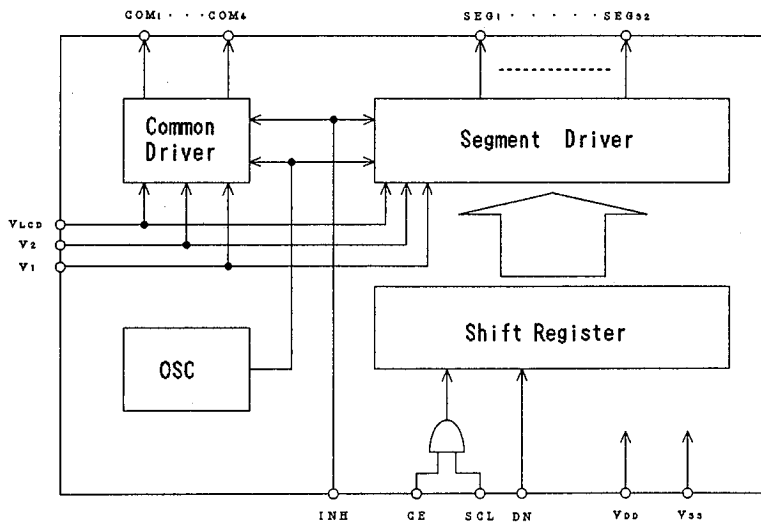 COM1 · · · COM4 SEG1 · · · · · · SEG32
Common
Driver
Segment Driver
VLCD
V2
V1
Shift Register
OSC
INH CE SCL DN VDD VSS